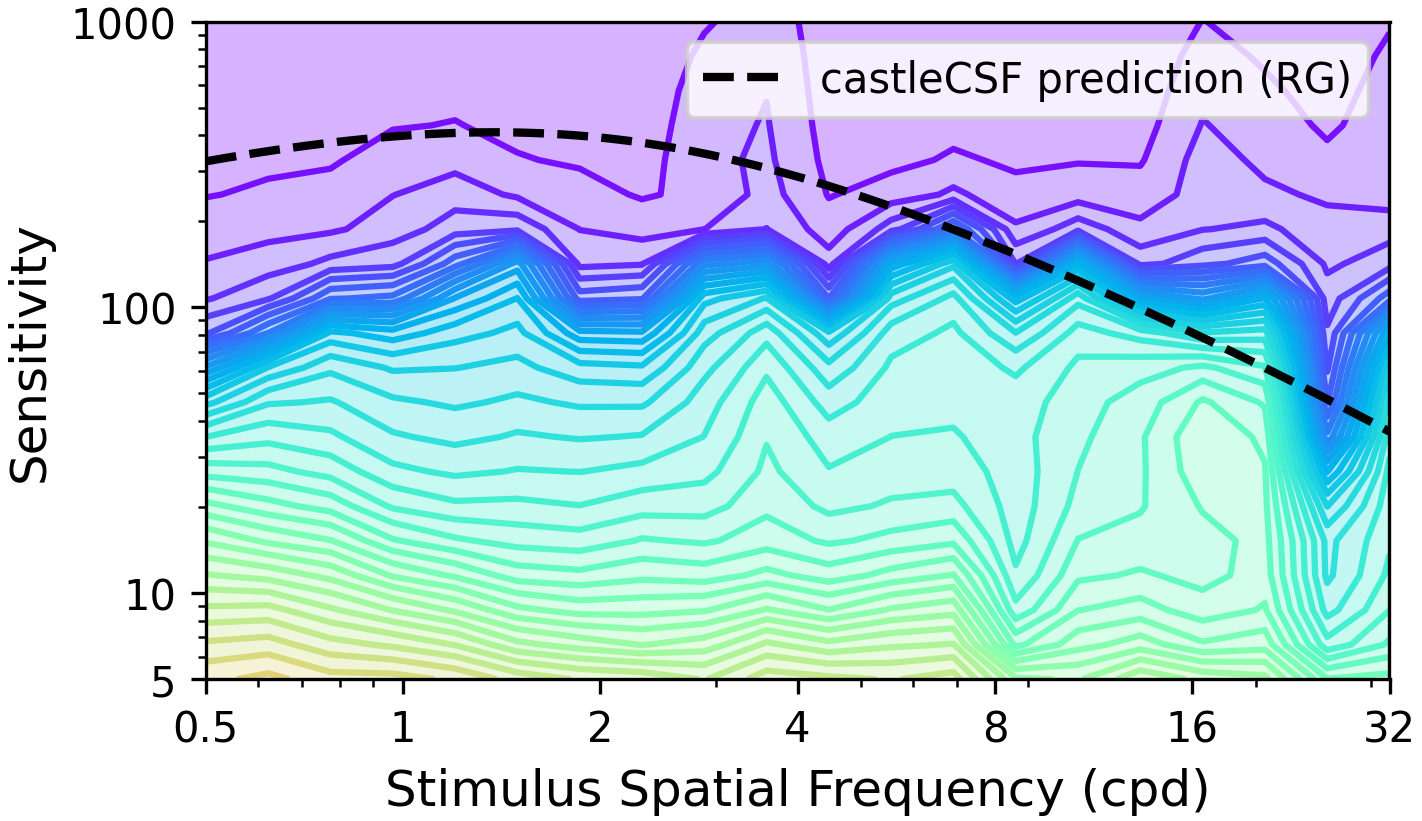 1000
100
10
5
Sensitivity
castleCSF prediction (RG)
0.5 1 2 4 8 16 32
Stimulus Spatial Frequency (cpd)